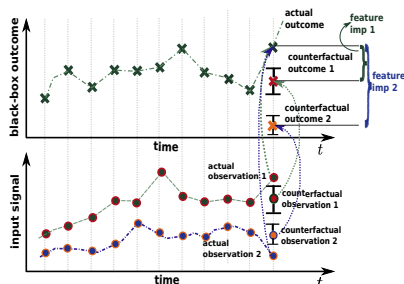 actual
outcome
feature
imp 1
counterfactual
outcome 1
feature
imp 2
counterfactual
outcome 2
black-box outcome
time
t
actual
observation 1
counterfactual
observation 1
actual
observation 2
counterfactual
observation 2
input signal
time
t